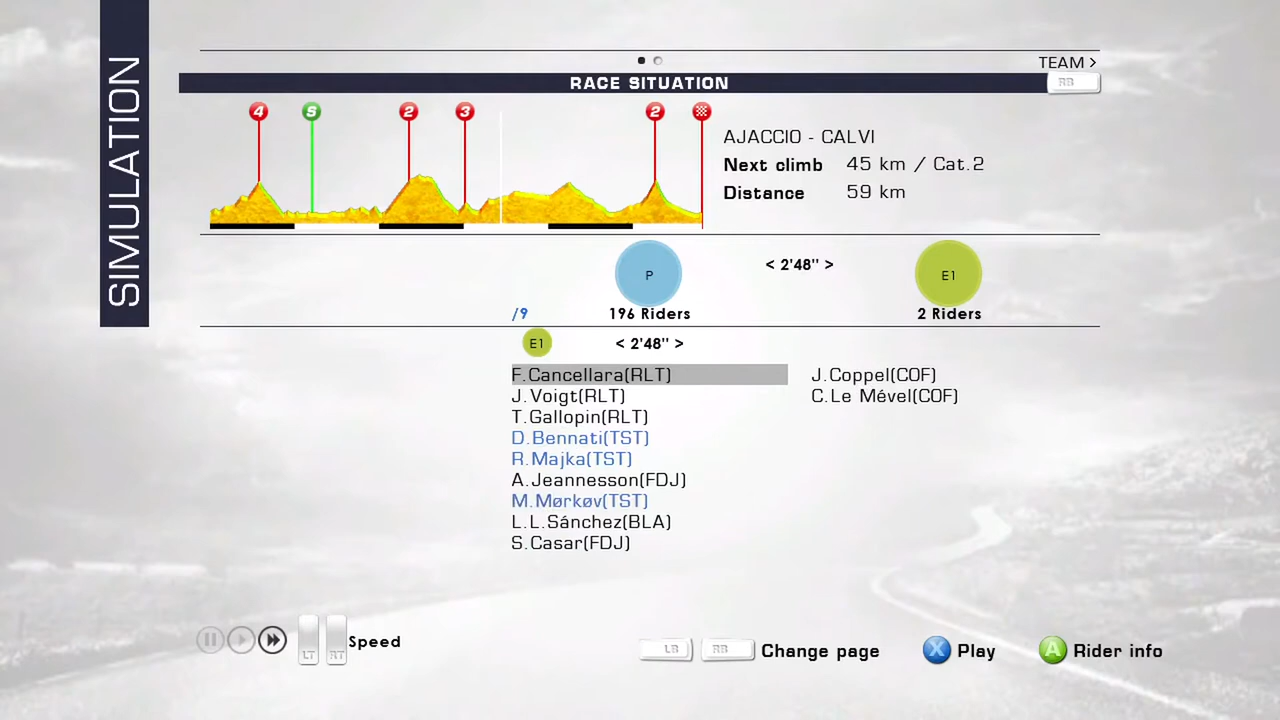 SIMULATION
TEAM >
RACE SITUATION
RB
4 S 2 3 2
AJACCIO - CALVI
Next climb 45 km / Cat.2
Distance 59 km
P < 2'48'' > E1
/9 196 Riders 2 Riders
E1 < 2'48'' >
F.Cancellara(RLT) J.Coppel(COF)
J.Voigt(RLT) C.Le Mével(COF)
T.Gallopin(RLT)
D.Bennati(TST)
R.Majka(TST)
A.Jeannesson(FDJ)
M.Mørkøv(TST)
L.L.Sánchez(BLA)
S.Casar(FDJ)
LT RT Speed LB RB Change page X Play A Rider info